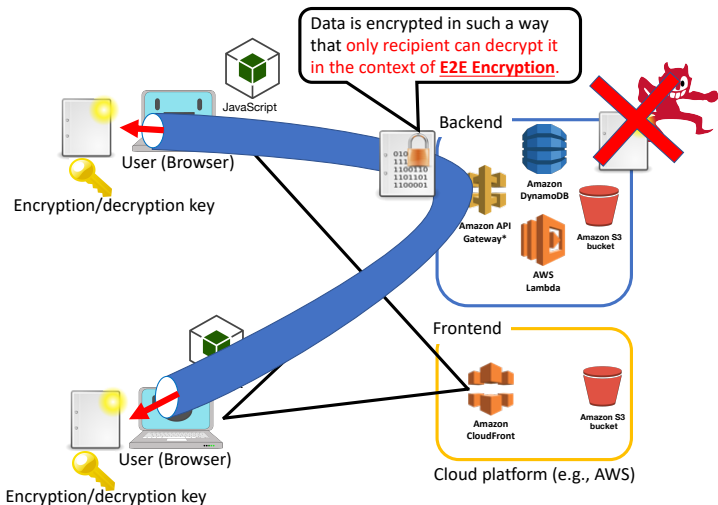 Data is encrypted in such a way
that only recipient can decrypt it
in the context of E2E Encryption.
JavaScript
User (Browser)
Encryption/decryption key
Backend
010
111
1100110
1101101
1100001
Amazon
DynamoDB
Amazon API
Gateway*
Amazon S3
bucket
AWS
Lambda
Frontend
Amazon
CloudFront
Amazon S3
bucket
User (Browser)
Cloud platform (e.g., AWS)
Encryption/decryption key